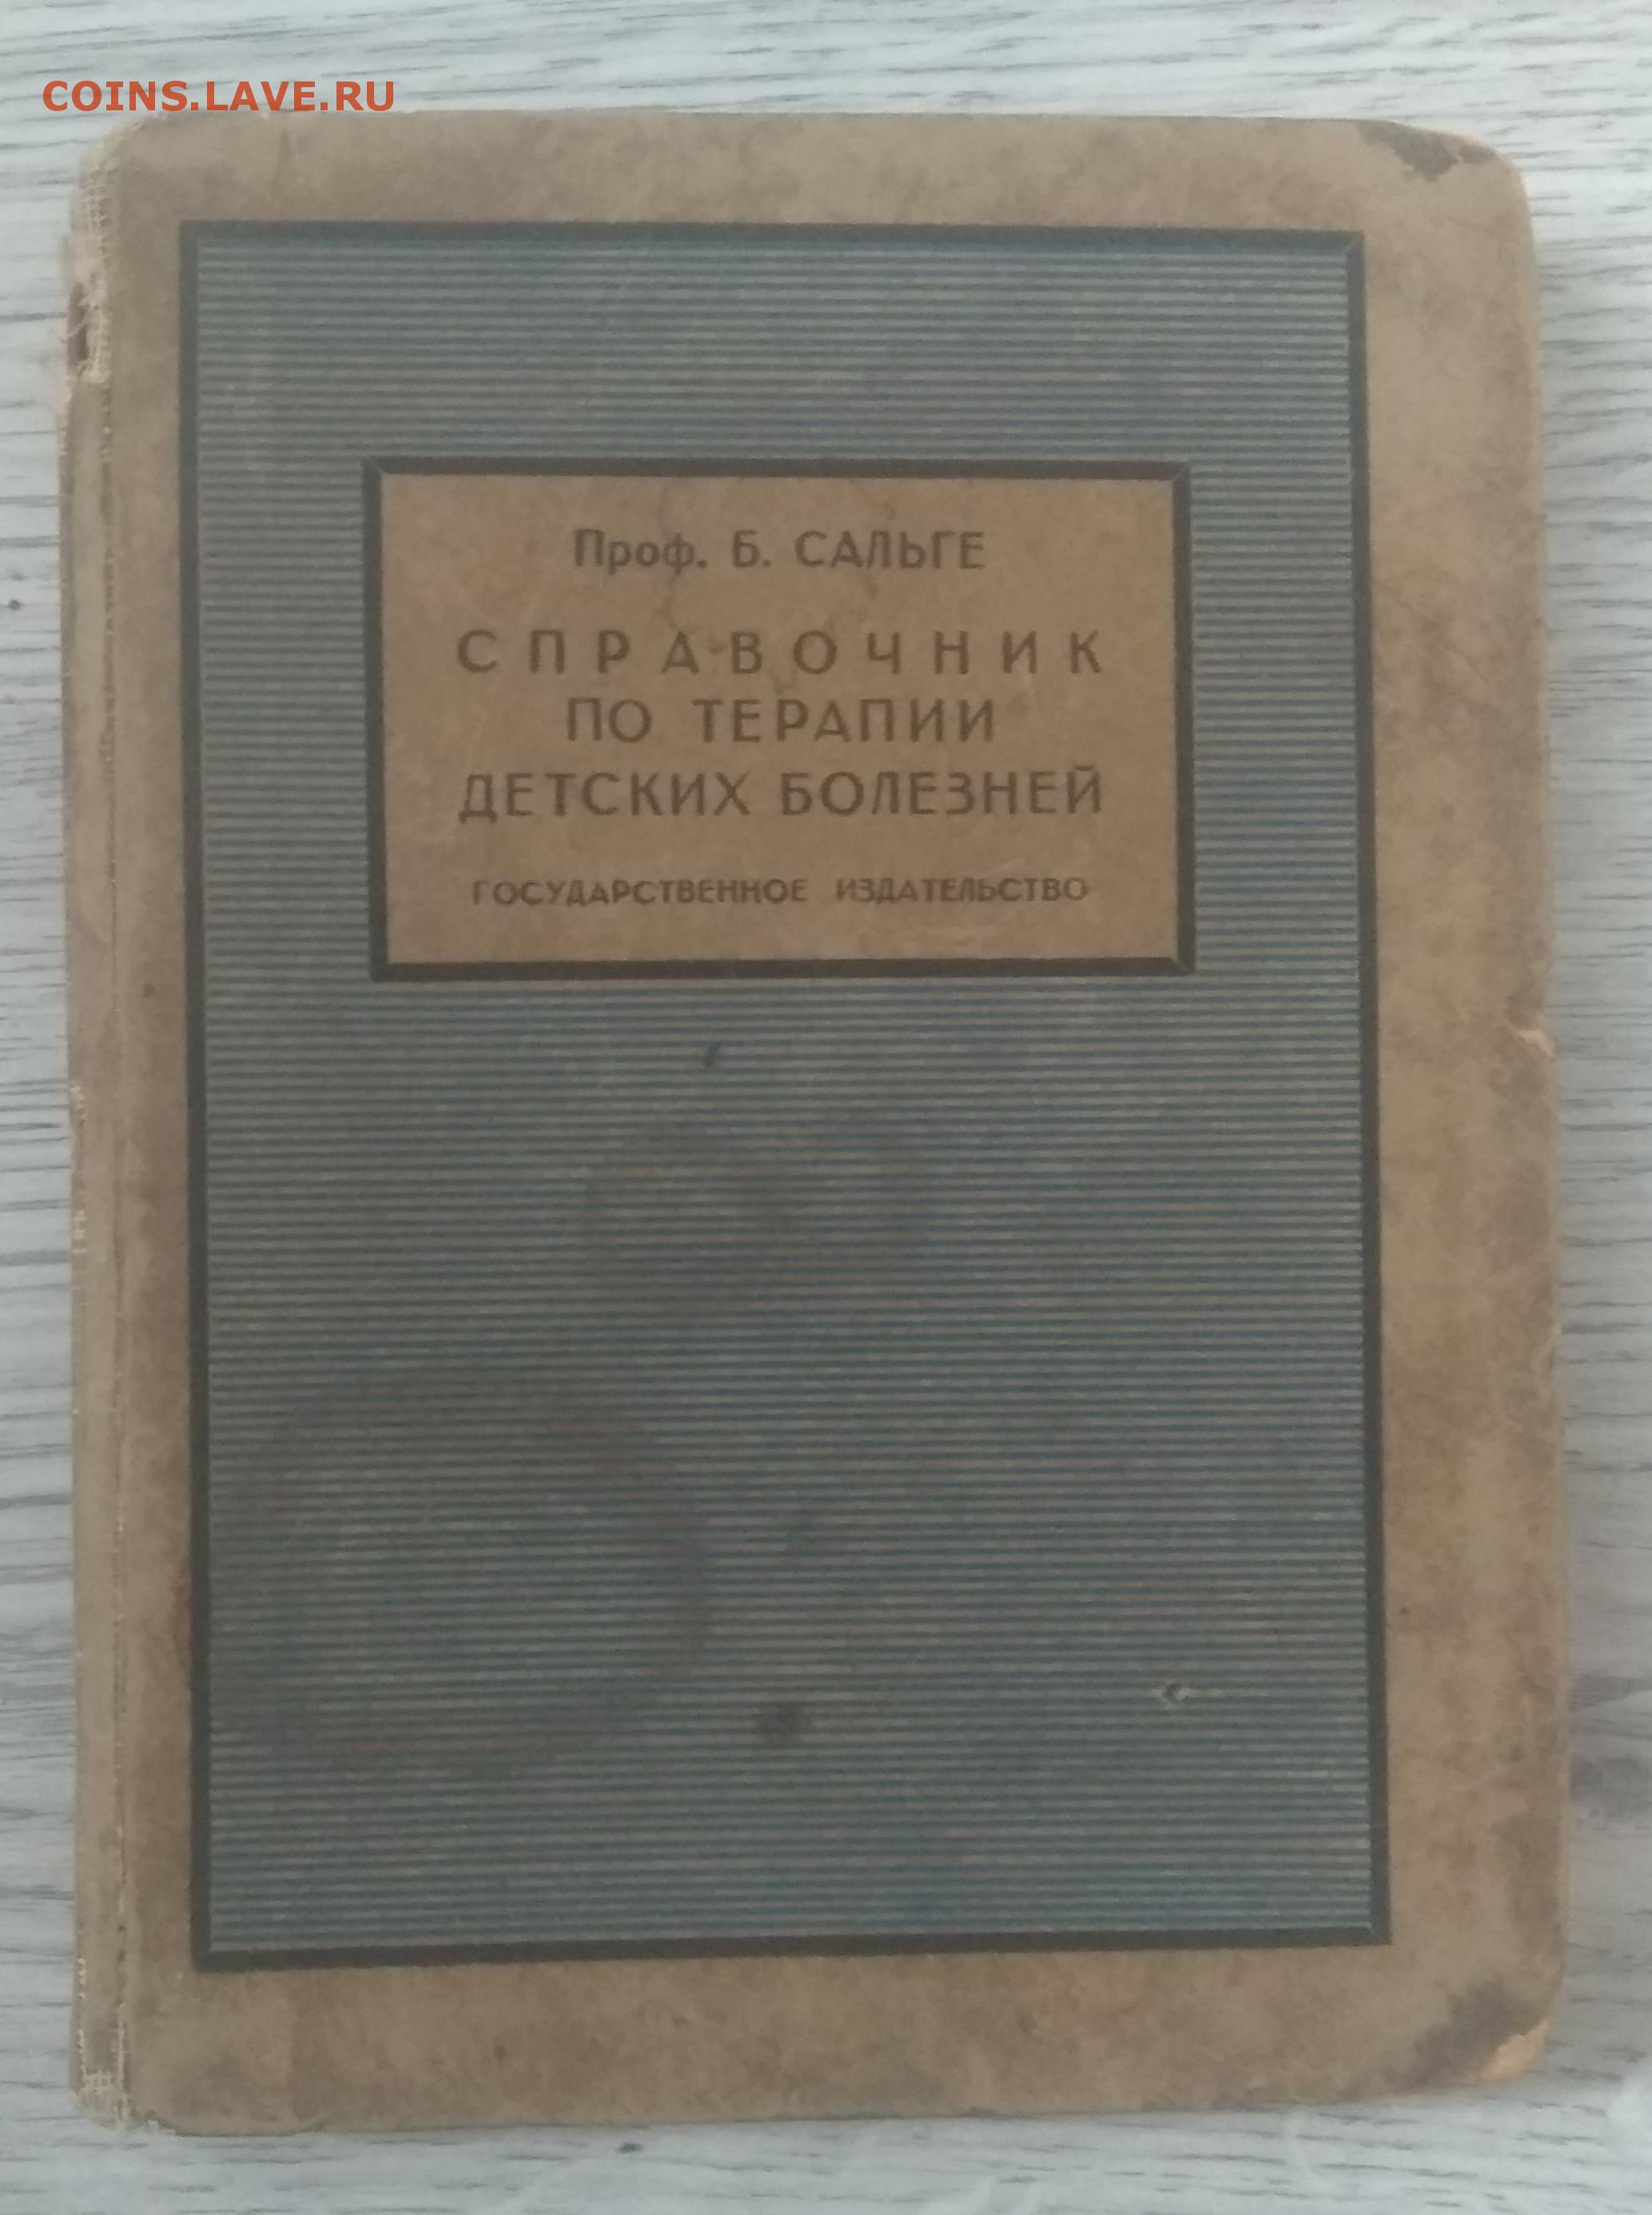 COINS.LAVE.RU
Проф. Б. САЛЬГЕ
СПРАВОЧНИК
ПО ТЕРАПИИ
ДЕТСКИХ БОЛЕЗНЕЙ
ГОСУДАРСТВЕННОЕ ИЗДАТЕЛЬСТВО